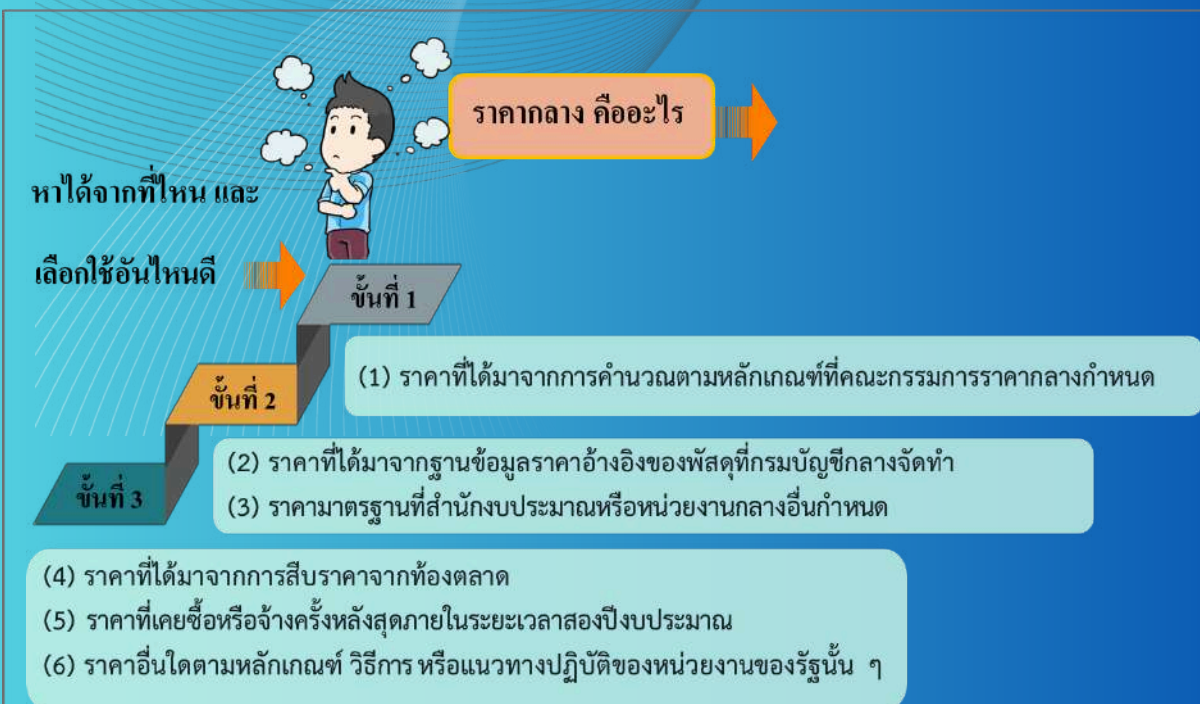 ราคากลาง คืออะไร
หาได้จากที่ไหน และ
เลือกใช้อันไหนดี
ขั้นที่ 1
(1) ราคาที่ได้มาจากการคำนวณตามหลักเกณฑ์ที่คณะกรรมการราคากลางกำหนด
ขั้นที่ 2
(2) ราคาที่ได้มาจากฐานข้อมูลราคาอ้างอิงของพัสดุที่กรมบัญชีกลางจัดทำ
(3) ราคามาตรฐานที่สำนักงบประมาณหรือหน่วยงานกลางอื่นกำหนด
ขั้นที่ 3
(4) ราคาที่ได้มาจากการสืบราคาจากท้องตลาด
(5) ราคาที่เคยซื้อหรือจ้างครั้งหลังสุดภายในระยะเวลาสองปีงบประมาณ
(6) ราคาอื่นใดตามหลักเกณฑ์ วิธีการ หรือแนวทางปฏิบัติของหน่วยงานของรัฐนั้น ๆ